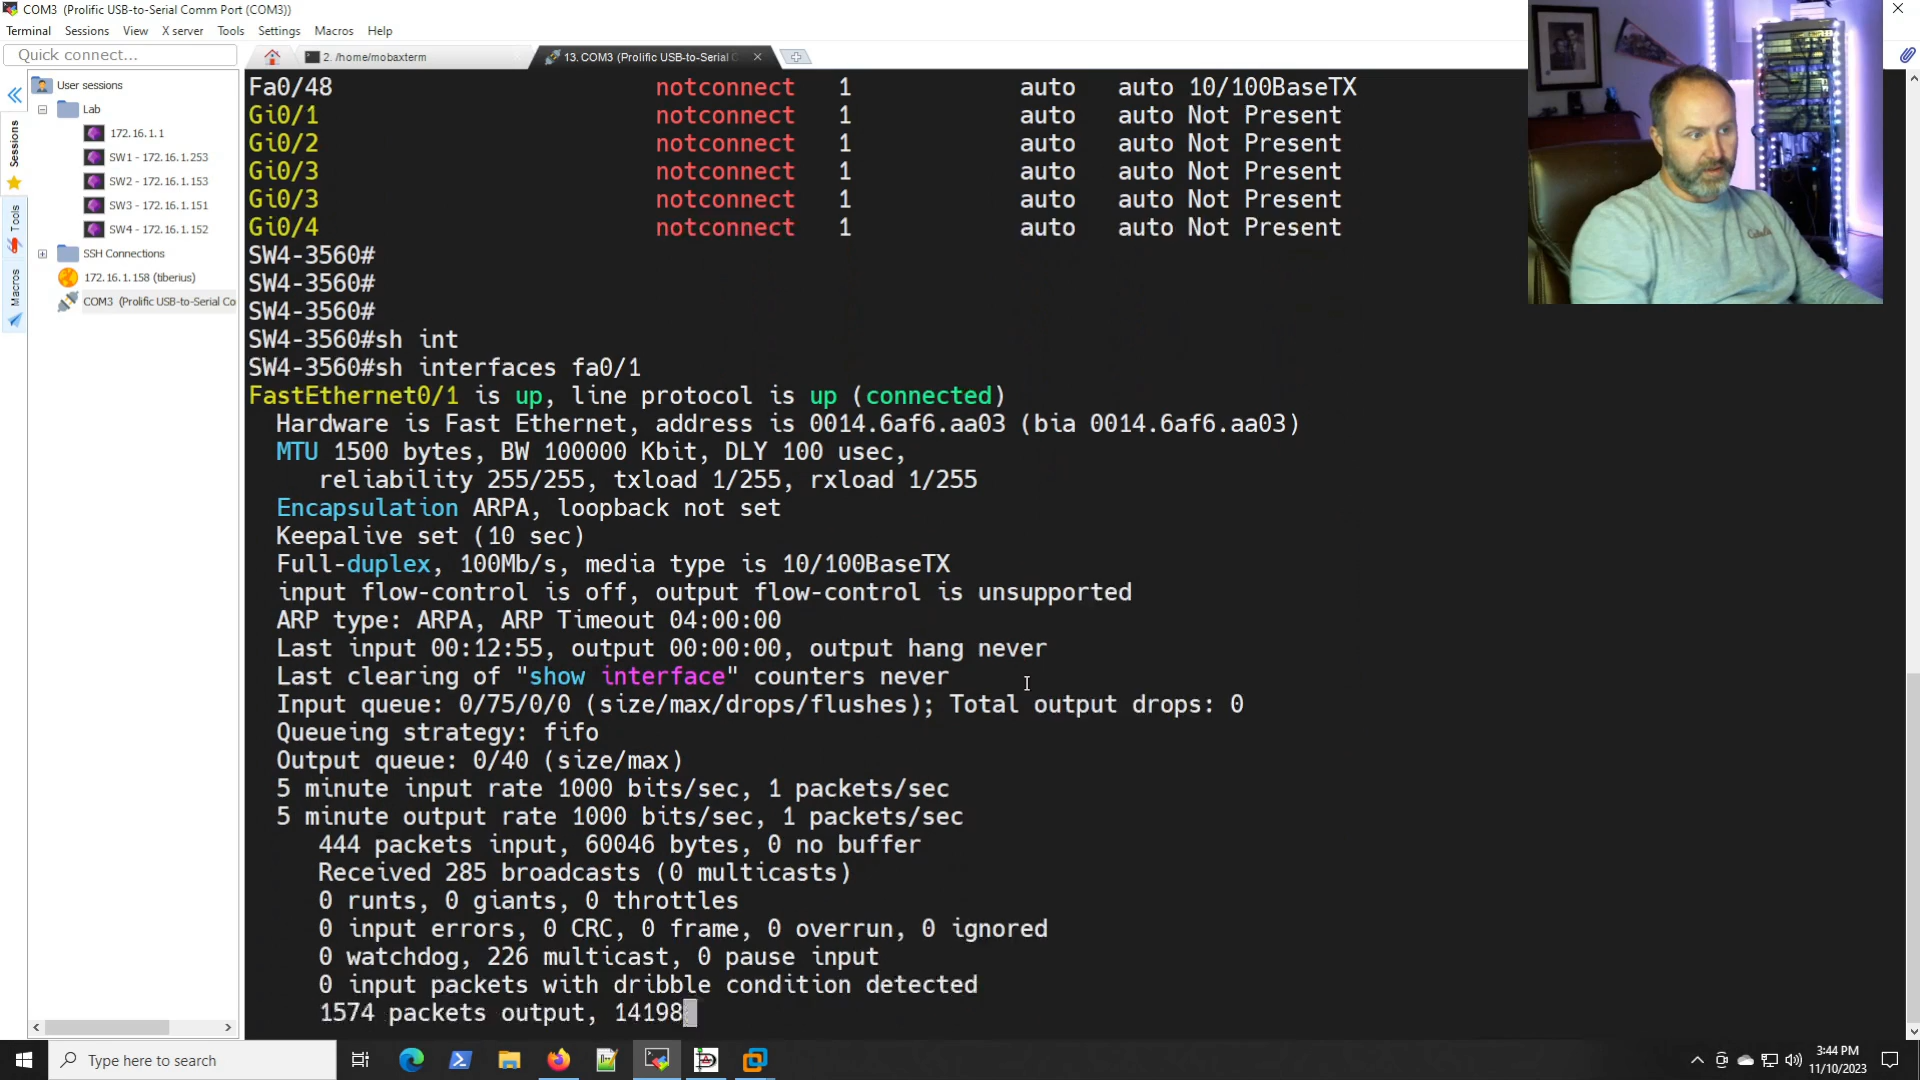 COM3 (Prolific USB-to-Serial Comm Port (COM3))
Terminal Sessions View X server Tools Settings Macros Help
Quick connect...
2. /home/mobaxterm
13. COM3 (Prolific USB-to-Serial C
Sessions
Tools
Macros
User sessions
Lab
172.16.1.1
SW1 - 172.16.1.253
SW2 - 172.16.1.153
SW3 - 172.16.1.151
SW4 - 172.16.1.152
SSH Connections
172.16.1.158 (tiberius)
COM3 (Prolific USB-to-Serial Co
Fa0/48 notconnect 1 auto auto 10/100BaseTX
Gi0/1 notconnect 1 auto auto Not Present
Gi0/2 notconnect 1 auto auto Not Present
Gi0/3 notconnect 1 auto auto Not Present
Gi0/3 notconnect 1 auto auto Not Present
Gi0/4 notconnect 1 auto auto Not Present
SW4-3560#
SW4-3560#
SW4-3560#
SW4-3560#sh int
SW4-3560#sh interfaces fa0/1
FastEthernet0/1 is up, line protocol is up (connected)
Hardware is Fast Ethernet, address is 0014.6af6.aa03 (bia 0014.6af6.aa03)
MTU 1500 bytes, BW 100000 Kbit, DLY 100 usec,
reliability 255/255, txload 1/255, rxload 1/255
Encapsulation ARPA, loopback not set
Keepalive set (10 sec)
Full-duplex, 100Mb/s, media type is 10/100BaseTX
input flow-control is off, output flow-control is unsupported
ARP type: ARPA, ARP Timeout 04:00:00
Last input 00:12:55, output 00:00:00, output hang never
Last clearing of "show interface" counters never
Input queue: 0/75/0/0 (size/max/drops/flushes); Total output drops: 0
Queueing strategy: fifo
Output queue: 0/40 (size/max)
5 minute input rate 1000 bits/sec, 1 packets/sec
5 minute output rate 1000 bits/sec, 1 packets/sec
444 packets input, 60046 bytes, 0 no buffer
Received 285 broadcasts (0 multicasts)
0 runts, 0 giants, 0 throttles
0 input errors, 0 CRC, 0 frame, 0 overrun, 0 ignored
0 watchdog, 226 multicast, 0 pause input
0 input packets with dribble condition detected
1574 packets output, 14198
Type here to search
3:44 PM
11/10/2023